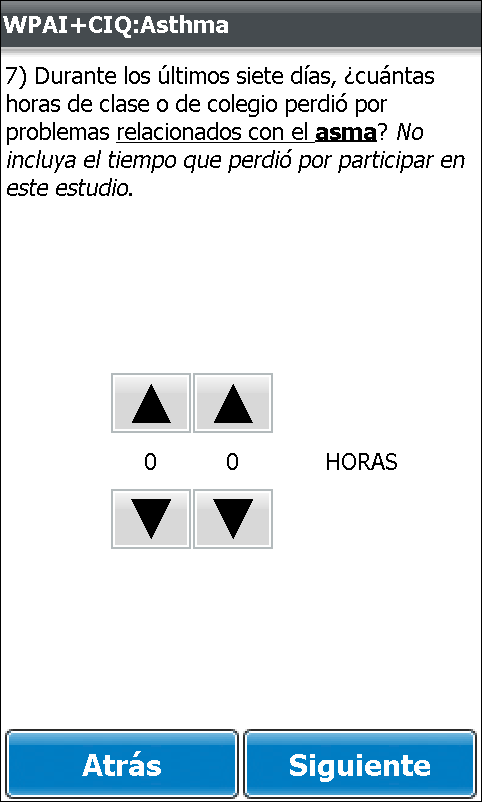 WPAI+CIQ:Asthma
7) Durante los últimos siete días, ¿cuántas
horas de clase o de colegio perdió por
problemas relacionados con el asma? No
incluya el tiempo que perdió por participar en
este estudio.
0 0 HORAS
Atrás Siguiente